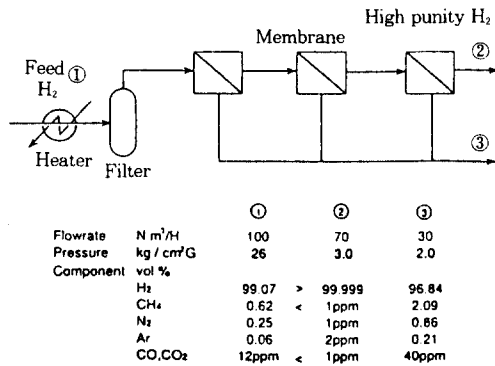 High punity H₂
Membrane
②
Feed ①
H₂
③
Heater
Filter
① ② ③
Flowrate N m³/H 100 70 30
Pressure kg / cm²G 26 3.0 2.0
Component vol %
H₂ 99.07 > 99.999 96.84
CH₄ 0.62 < 1ppm 2.09
N₂ 0.25 1ppm 0.86
Ar 0.06 2ppm 0.21
CO,CO₂ 12ppm < 1ppm 40ppm